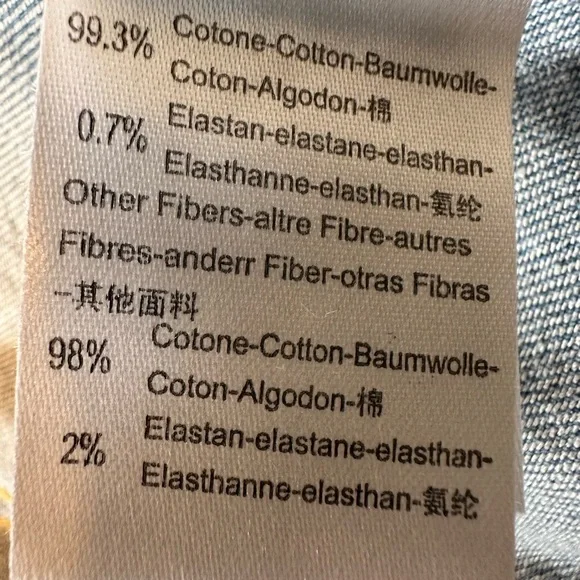 99.3% Cotone-Cotton-Baumwolle-
Coton-Algodon-棉
0.7% Elastan-elastane-elasthan-
Elasthanne-elasthan-氨纶
Other Fibers-altre Fibre-autres
Fibres-anderr Fiber-otras Fibras
-其他面料
98% Cotone-Cotton-Baumwolle-
Coton-Algodon-棉
2% Elastan-elastane-elasthan-
Elasthanne-elasthan-氨纶